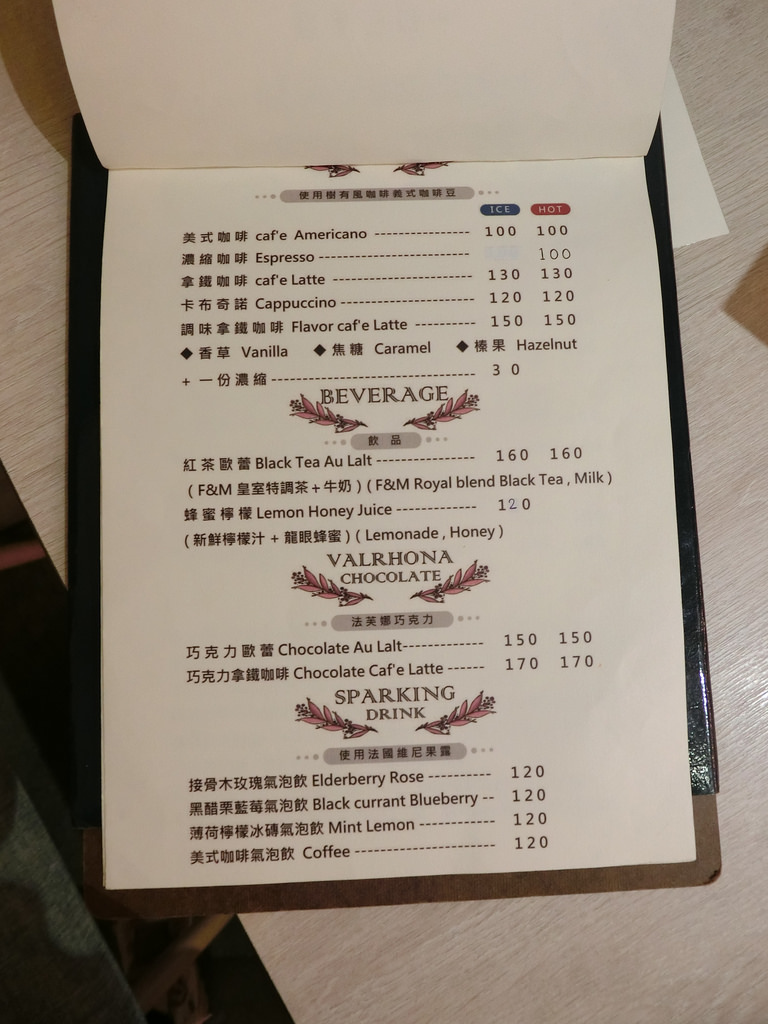 使用樹有風咖啡義式咖啡豆
ICE HOT
美式咖啡 caf'e Americano ----------------- 100 100
濃縮咖啡 Espresso ---------------------------- 100
拿鐵咖啡 caf'e Latte ----------------------- 130 130
卡布奇諾 Cappuccino --------------------- 120 120
調味拿鐵咖啡 Flavor caf'e Latte ---------- 150 150
◆ 香草 Vanilla ◆ 焦糖 Caramel ◆ 榛果 Hazelnut
+ 一份濃縮---------------------------------- 30
BEVERAGE
飲品
紅茶歐蕾 Black Tea Au Lalt ---------------- 160 160
( F&M 皇室特調茶 + 牛奶 ) ( F&M Royal blend Black Tea , Milk )
蜂蜜檸檬 Lemon Honey Juice ------------- 120
( 新鮮檸檬汁 + 龍眼蜂蜜 ) ( Lemonade , Honey )
VALRHONA
CHOCOLATE
法芙娜巧克力
巧克力歐蕾 Chocolate Au Lalt------------- 150 150
巧克力拿鐵咖啡 Chocolate Caf'e Latte ------ 170 170
SPARKING
DRINK
使用法國維尼果露
接骨木玫瑰氣泡飲 Elderberry Rose ---------- 120
黑醋栗藍莓氣泡飲 Black currant Blueberry -- 120
薄荷檸檬冰磚氣泡飲 Mint Lemon ------------ 120
美式咖啡氣泡飲 Coffee ---------------------- 120